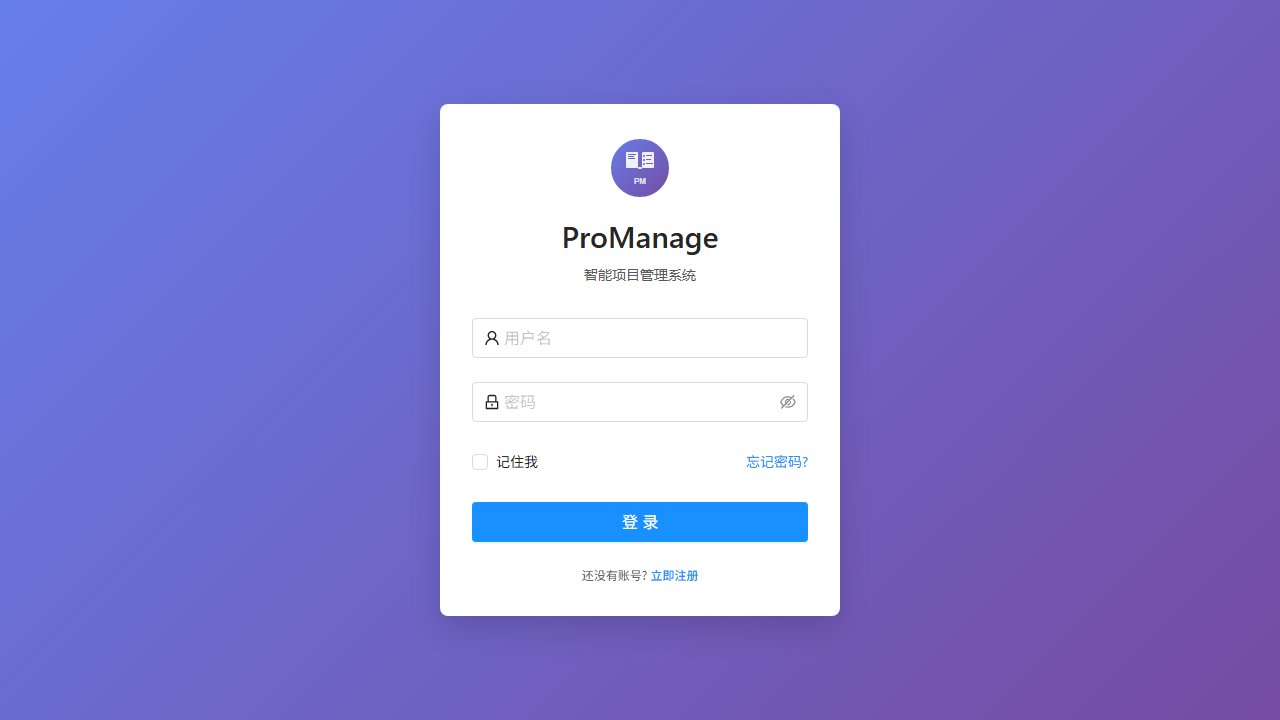 PM
ProManage
智能项目管理系统
用户名
密码
记住我
忘记密码?
登 录
还没有账号? 立即注册